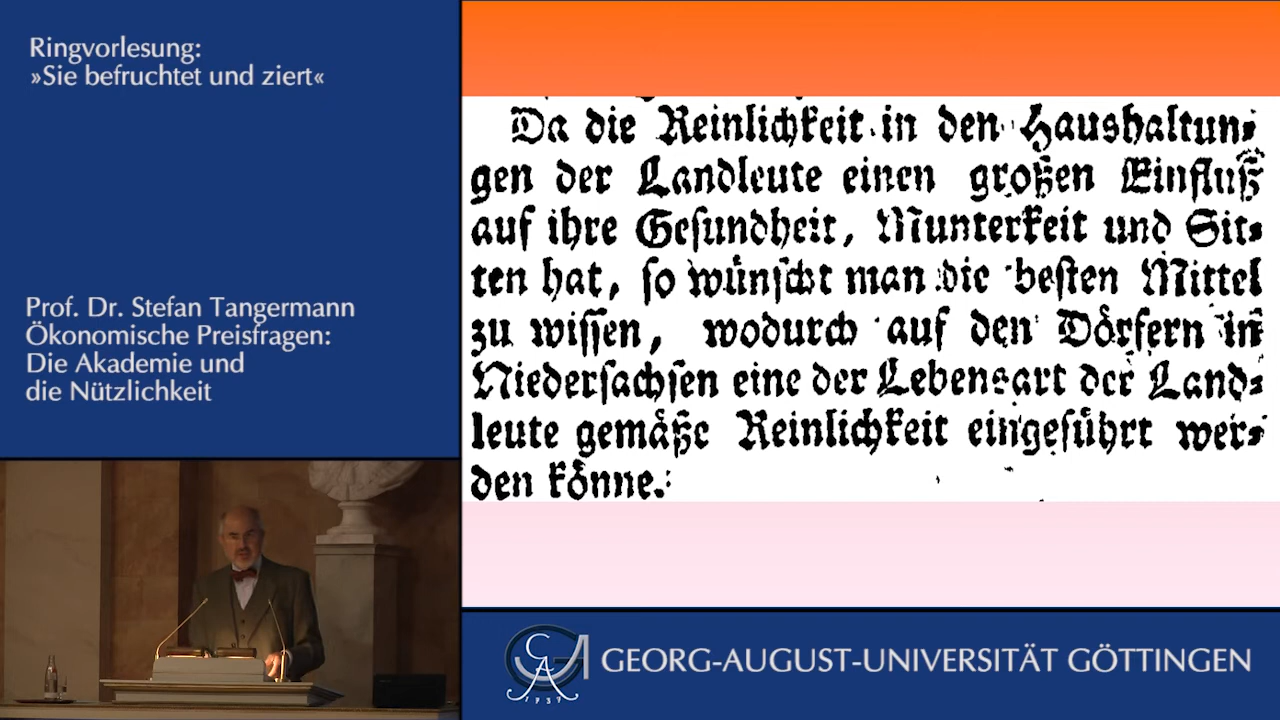 Ringvorlesung:
»Sie befruchtet und ziert«
Prof. Dr. Stefan Tangermann
Ökonomische Preisfragen:
Die Akademie und
die Nützlichkeit
Da die Reinlichkeit in den Haushaltun⸗
gen der Landleute einen großen Einfluß
auf ihre Geſundheit, Munterkeit und Sit⸗
ten hat, ſo wünſcht man die beſten Mittel
zu wiſſen, wodurch auf den Dörfern in
Niederſachſen eine der Lebensart der Land⸗
leute gemäße Reinlichkeit eingeführt wer⸗
den könne.
GA
1737
GEORG-AUGUST-UNIVERSITÄT GÖTTINGEN